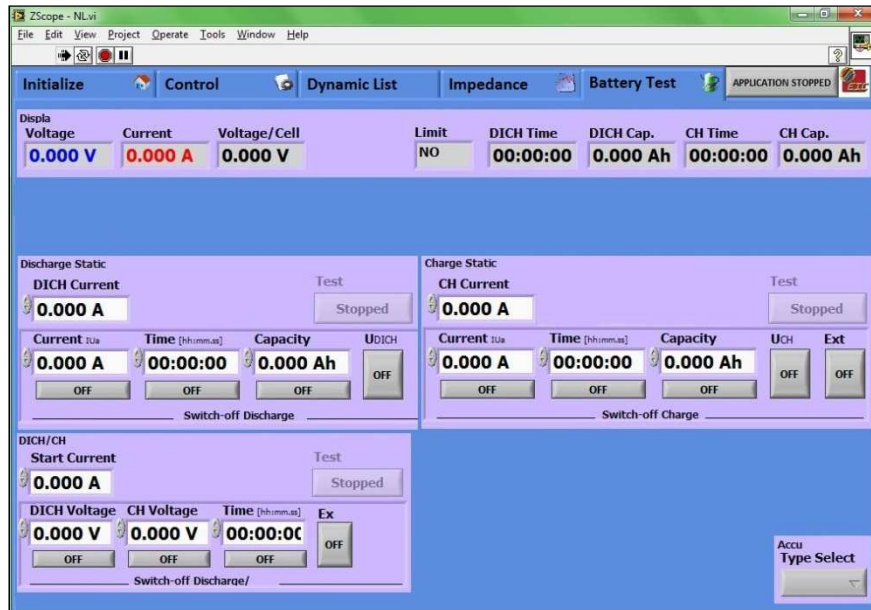 ZScope - NL.vi
File Edit View Project Operate Tools Window Help
Initialize Control Dynamic List Impedance Battery Test APPLICATION STOPPED
Displa
Voltage Current Voltage/Cell Limit DICH Time DICH Cap. CH Time CH Cap.
0.000 V 0.000 A 0.000 V NO 00:00:00 0.000 Ah 00:00:00 0.000 Ah
Discharge Static
DICH Current Test
0.000 A Stopped
Current IUa Time [hh:mm.ss] Capacity UDICH
0.000 A 00:00:00 0.000 Ah OFF
OFF OFF OFF
Switch-off Discharge
Charge Static
CH Current Test
0.000 A Stopped
Current IUa Time [hh:mm.ss] Capacity UCH Ext
0.000 A 00:00:00 0.000 Ah OFF OFF
OFF OFF OFF
Switch-off Charge
DICH/CH
Start Current Test
0.000 A Stopped
DICH Voltage CH Voltage Time [hh:mm.ss] Ex
0.000 V 0.000 V 00:00:0( OFF
OFF OFF OFF
Switch-off Discharge/
Accu
Type Select